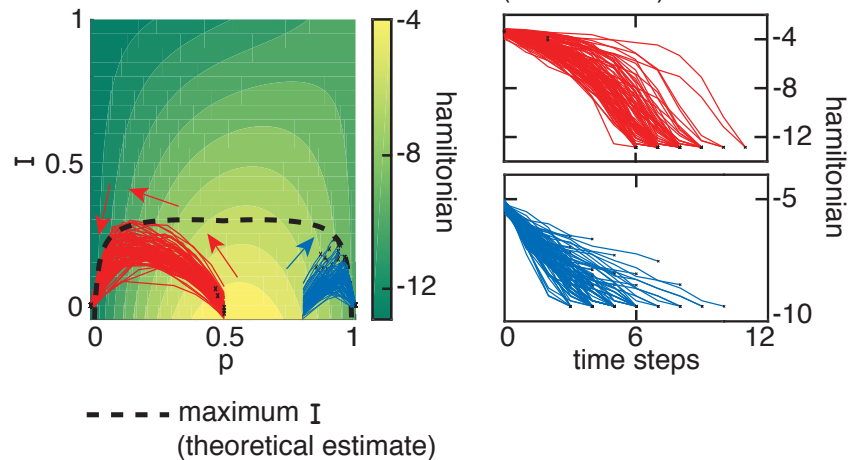 1
0.5
0
I
0
0.5
1
p
-4
-8
-12
hamiltonian
maximum I
(theoretical estimate)
-4
-8
-12
hamiltonian
-5
-10
0
6
12
time steps